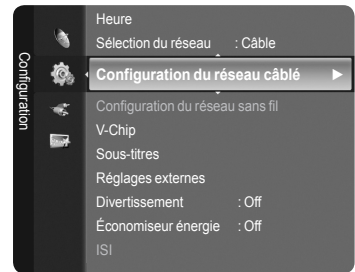 Configuration
Heure
Sélection du réseau : Câble
Configuration du réseau câblé
Configuration du réseau sans fil
V-Chip
Sous-titres
Réglages externes
Divertissement : Off
Économiseur énergie : Off
ISI